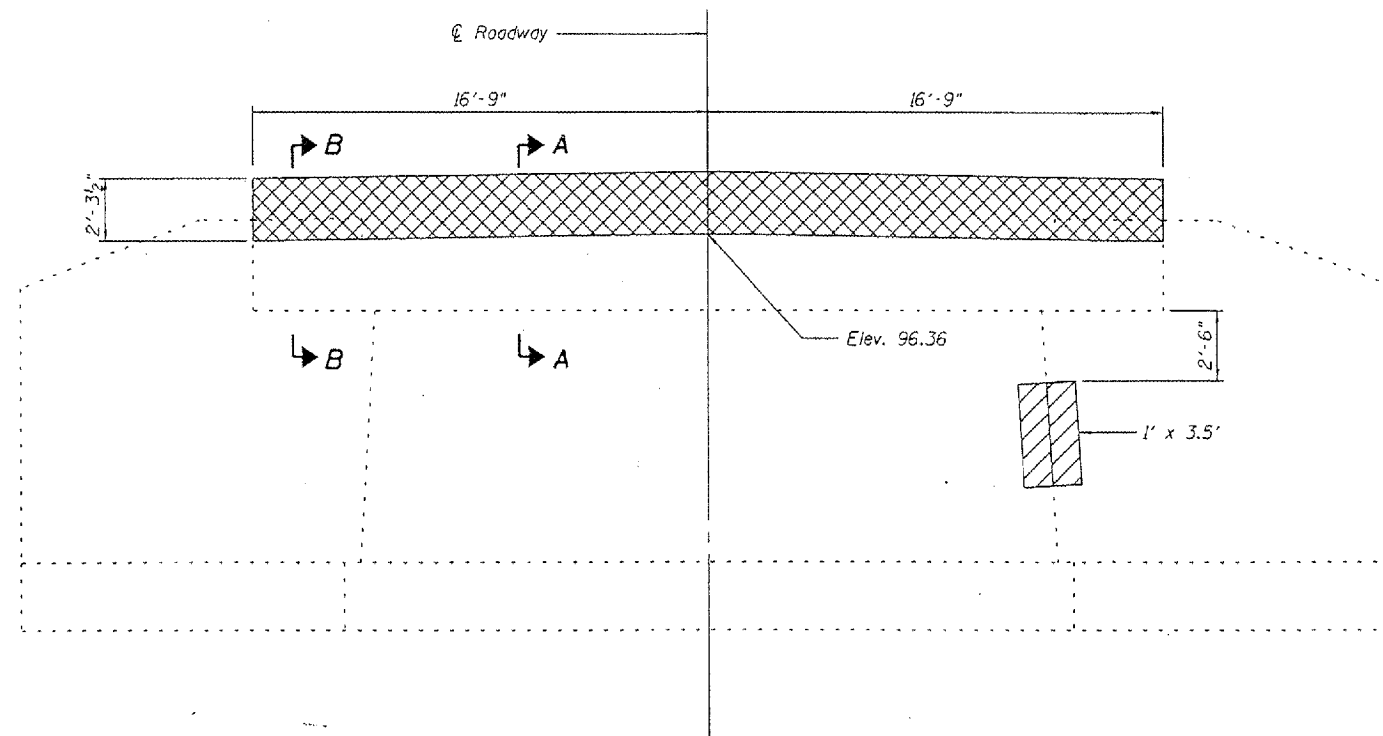 ℄ Roadway
16'-9" 16'-9"
B A
2'-3½"
Elev. 96.36
2'-6"
B A
1' x 3.5'